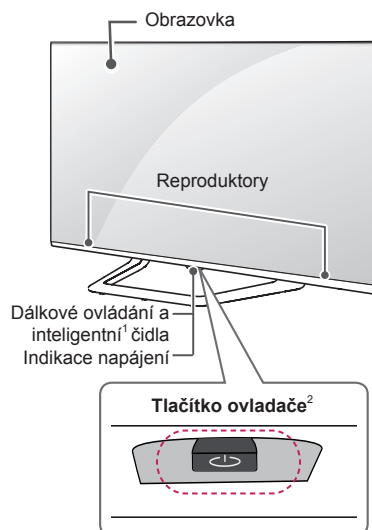 Obrazovka
Reproduktory
Dálkové ovládání a
inteligentní¹ čidla
Indikace napájení
Tlačítko ovladače²